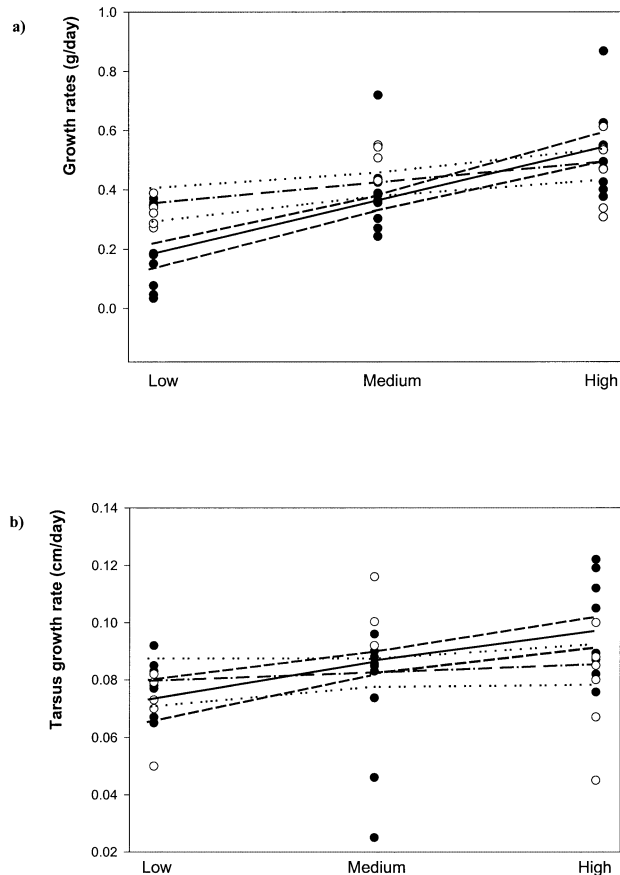 a)
Growth rates (g/day)
1.0
0.8
0.6
0.4
0.2
0.0
Low Medium High
b)
Tarsus growth rate (cm/day)
0.14
0.12
0.10
0.08
0.06
0.04
0.02
Low Medium High